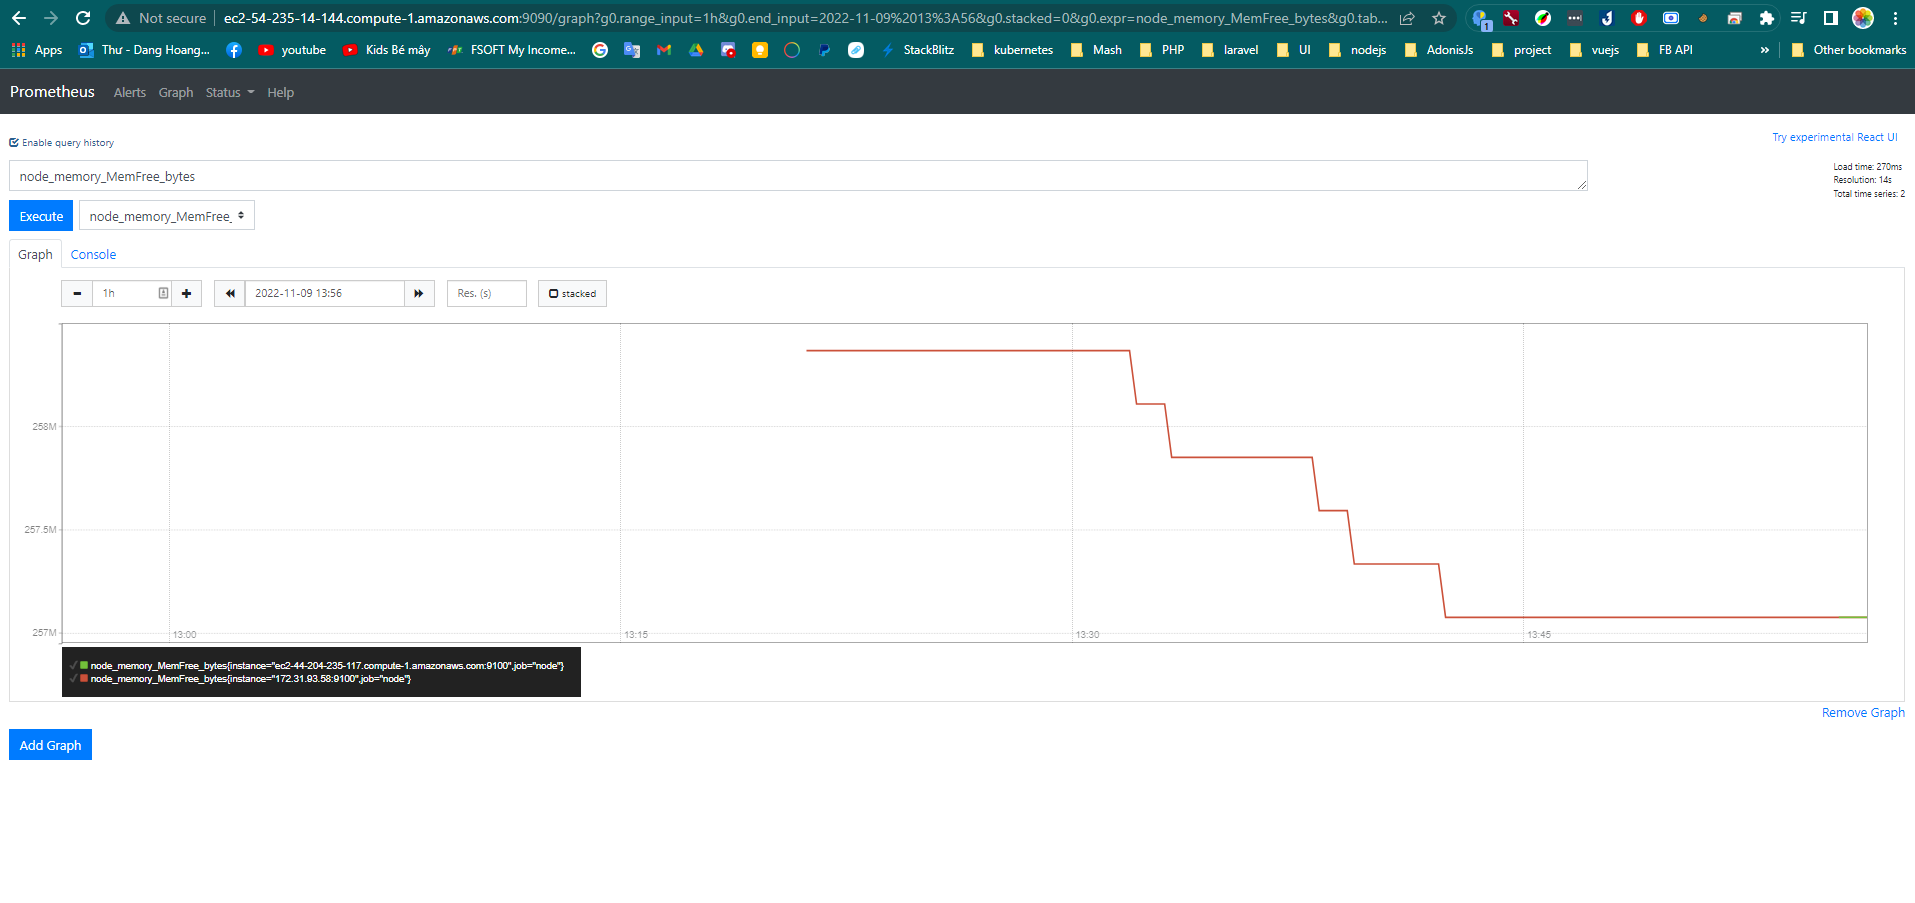 Not secure | ec2-54-235-14-144.compute-1.amazonaws.com:9090/graph?g0.range_input=1h&g0.end_input=2022-11-09%2013%3A56&g0.stacked=0&g0.expr=node_memory_MemFree_bytes&g0.tab...
1
Apps Thư - Dang Hoang... youtube Kids Bé mây FSOFT My Income... StackBlitz kubernetes Mash PHP laravel UI nodejs AdonisJs project vuejs FB API » Other bookmarks
Prometheus Alerts Graph Status Help
Enable query history
Try experimental React UI
node_memory_MemFree_bytes
Load time: 270ms
Resolution: 14s
Total time series: 2
Execute node_memory_MemFree_
Graph Console
1h 2022-11-09 13:56 Res. (s) stacked
258M
257.5M
257M
13:00 13:15 13:30 13:45
node_memory_MemFree_bytes{instance="ec2-44-204-235-117.compute-1.amazonaws.com:9100",job="node"}
node_memory_MemFree_bytes{instance="172.31.93.58:9100",job="node"}
Remove Graph
Add Graph